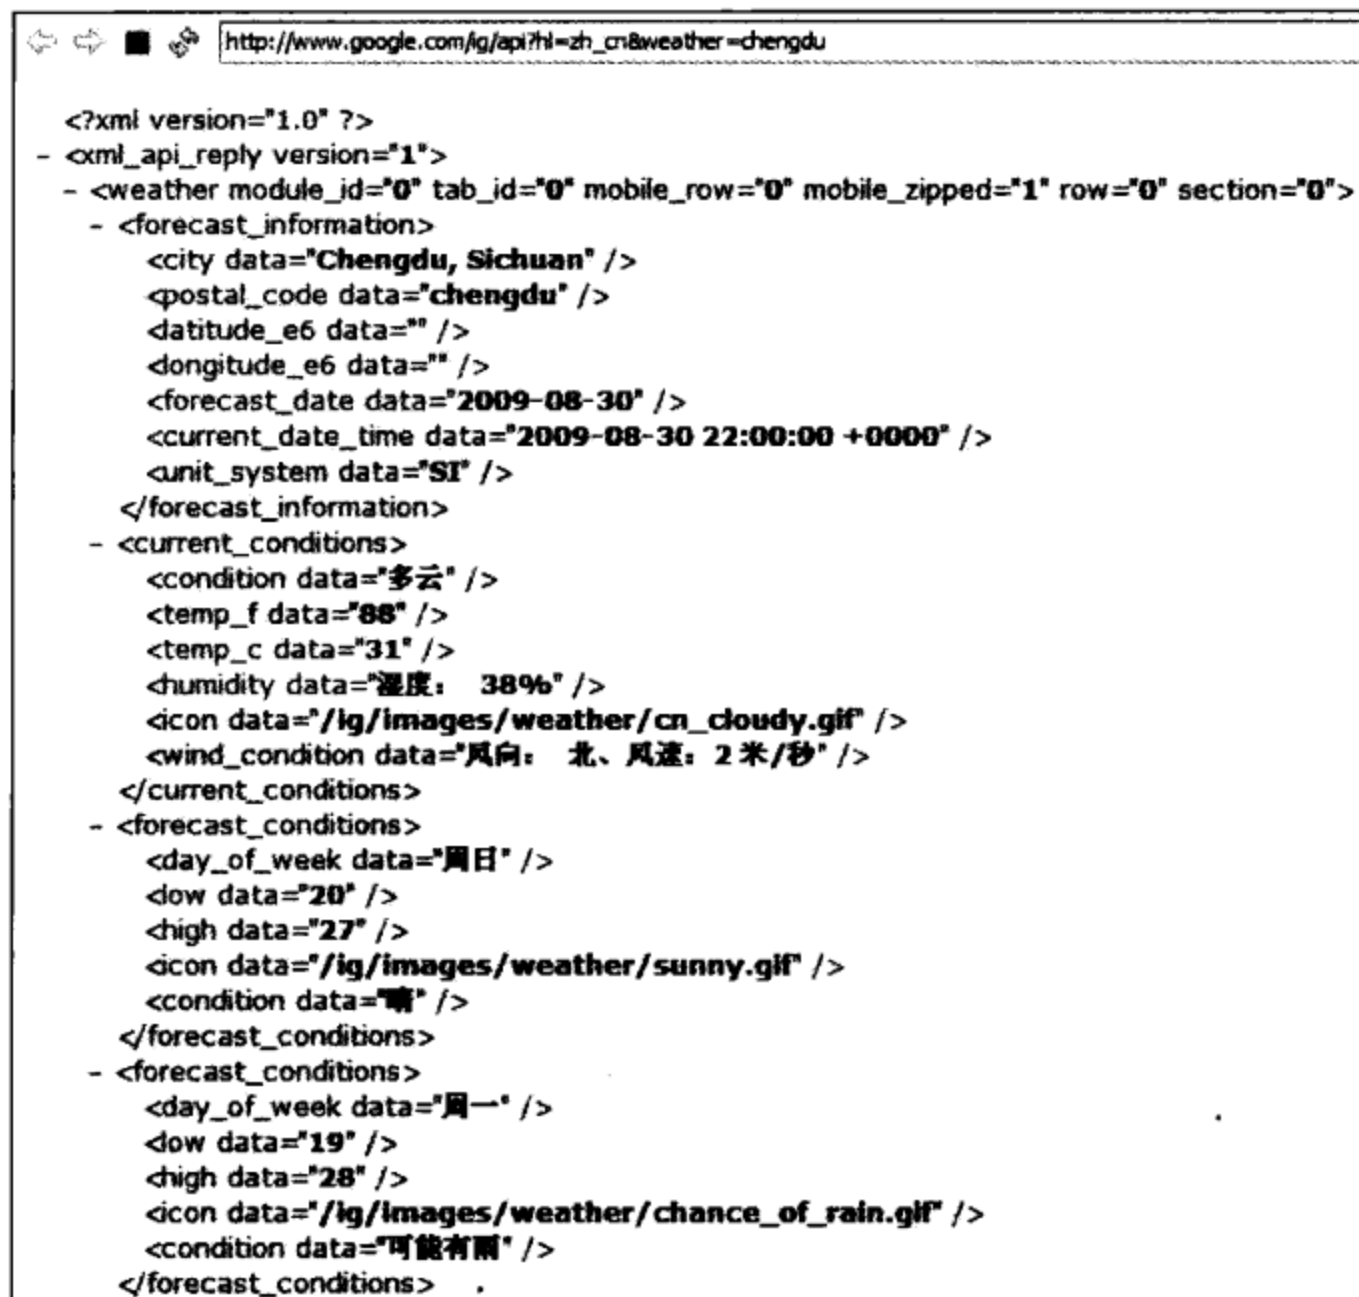 http://www.google.com/ig/api?hl=zh_cn&weather=chengdu
<?xml version="1.0" ?>
- <xml_api_reply version="1">
- <weather module_id="0" tab_id="0" mobile_row="0" mobile_zipped="1" row="0" section="0">
- <forecast_information>
<city data="Chengdu, Sichuan" />
<postal_code data="chengdu" />
<latitude_e6 data="" />
<longitude_e6 data="" />
<forecast_date data="2009-08-30" />
<current_date_time data="2009-08-30 22:00:00 +0000" />
<unit_system data="SI" />
</forecast_information>
- <current_conditions>
<condition data="多云" />
<temp_f data="88" />
<temp_c data="31" />
<humidity data="湿度： 38%" />
<icon data="/ig/images/weather/cn_cloudy.gif" />
<wind_condition data="风向： 北、风速：2 米/秒" />
</current_conditions>
- <forecast_conditions>
<day_of_week data="周日" />
<low data="20" />
<high data="27" />
<icon data="/ig/images/weather/sunny.gif" />
<condition data="晴" />
</forecast_conditions>
- <forecast_conditions>
<day_of_week data="周一" />
<low data="19" />
<high data="28" />
<icon data="/ig/images/weather/chance_of_rain.gif" />
<condition data="可能有雨" />
</forecast_conditions>